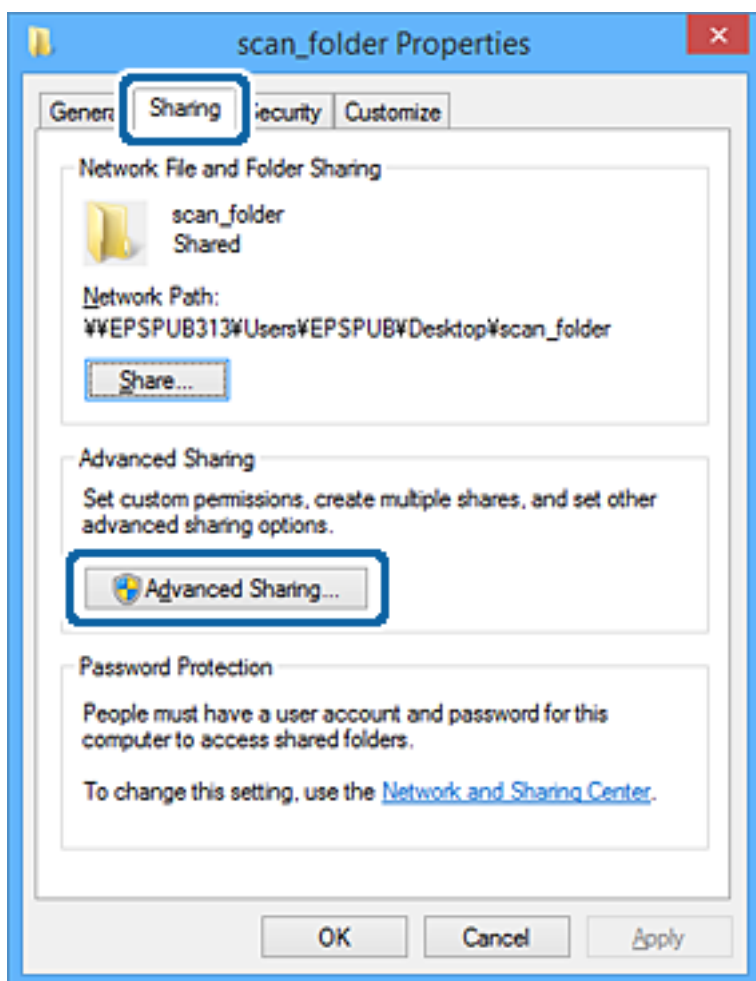 scan_folder Properties
General Sharing Security Customize
Network File and Folder Sharing
scan_folder
Shared
Network Path:
¥¥EPSPUB313¥Users¥EPSPUB¥Desktop¥scan_folder
Share...
Advanced Sharing
Set custom permissions, create multiple shares, and set other
advanced sharing options.
Advanced Sharing...
Password Protection
People must have a user account and password for this
computer to access shared folders.
To change this setting, use the Network and Sharing Center.
OK Cancel Apply